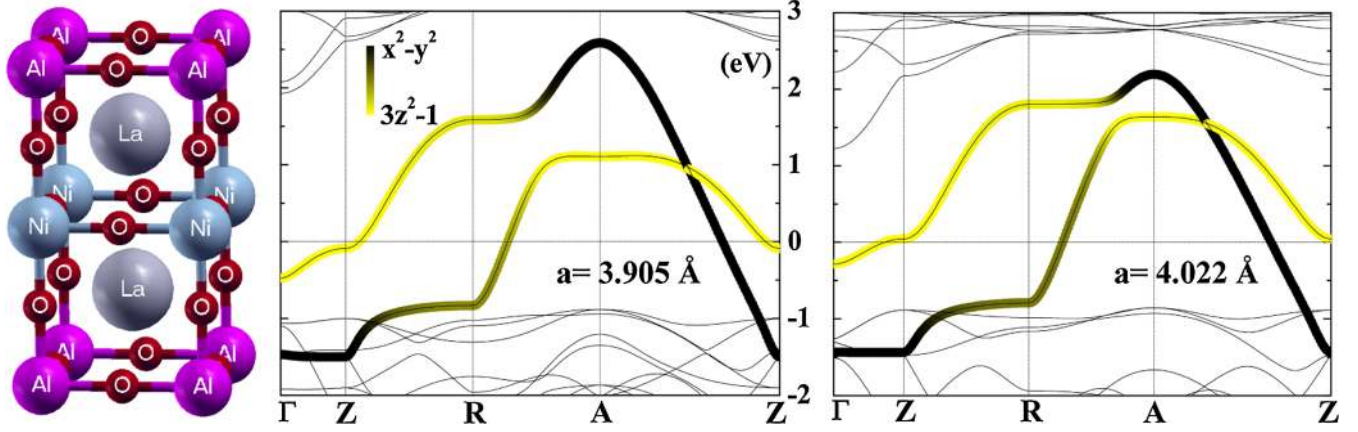 Al O Al
Al O Al
O O
La
O O
Ni O Ni
Ni O Ni
O O
La
O O
Al O Al
Al O Al
x²-y²
3z²-1
(eV)
a= 3.905 Å
3
2
1
0
-1
-2
Γ Z R A Z
a= 4.022 Å
Γ Z R A Z